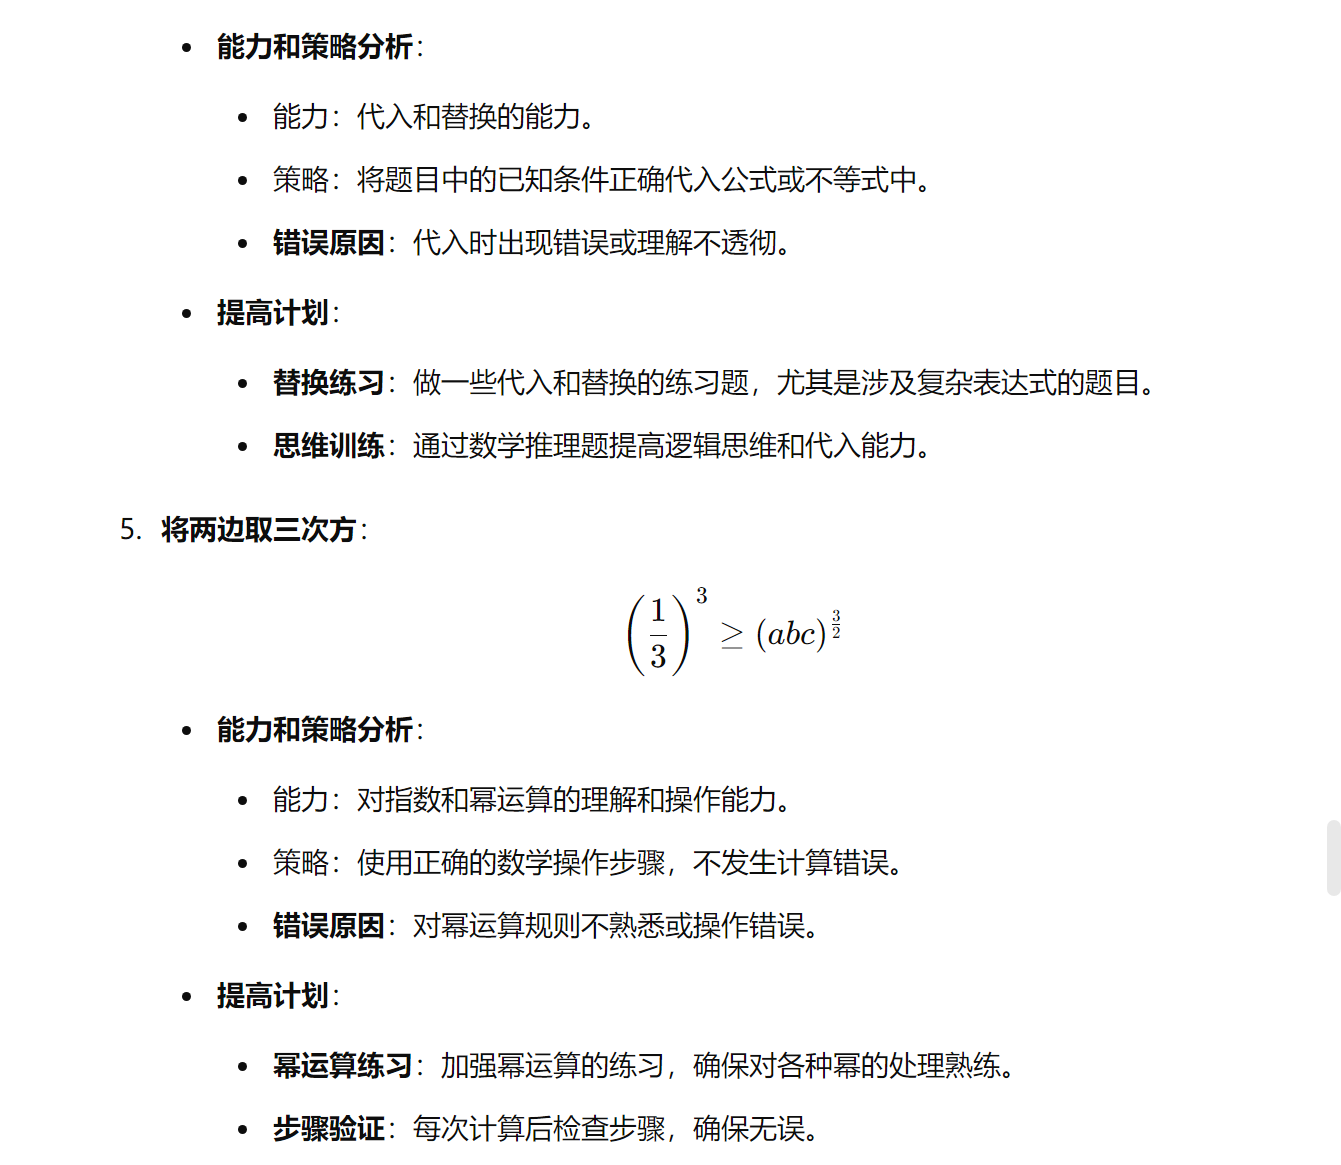 • 能力和策略分析：
• 能力：代入和替换的能力。
• 策略：将题目中的已知条件正确代入公式或不等式中。
• 错误原因：代入时出现错误或理解不透彻。
• 提高计划：
• 替换练习：做一些代入和替换的练习题，尤其是涉及复杂表达式的题目。
• 思维训练：通过数学推理题提高逻辑思维和代入能力。
5. 将两边取三次方：
$\left(\frac{1}{3}\right)^3 \geq (abc)^{\frac{3}{2}}$
• 能力和策略分析：
• 能力：对指数和幂运算的理解和操作能力。
• 策略：使用正确的数学操作步骤，不发生计算错误。
• 错误原因：对幂运算规则不熟悉或操作错误。
• 提高计划：
• 幂运算练习：加强幂运算的练习，确保对各种幂的处理熟练。
• 步骤验证：每次计算后检查步骤，确保无误。